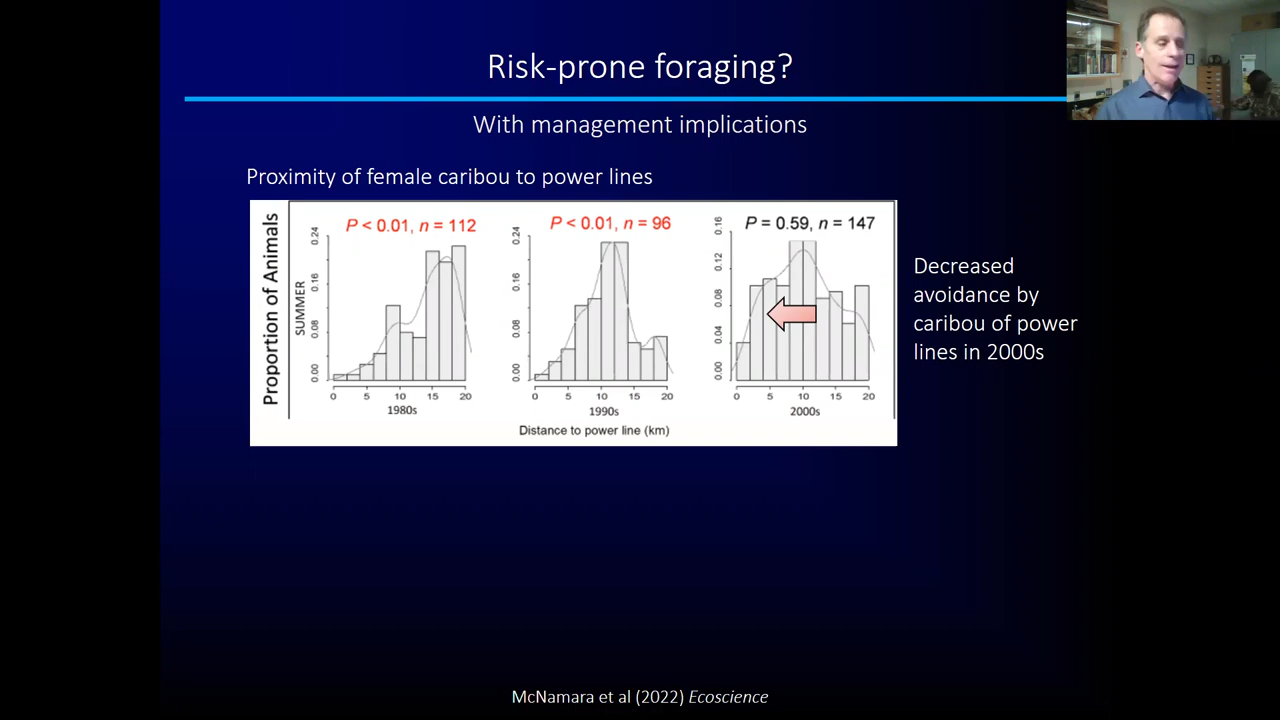 Risk-prone foraging?
With management implications
Proximity of female caribou to power lines
Proportion of Animals
SUMMER
P < 0.01, n = 112
0.24
0.16
0.08
0.00
0 5 10 15 20
1980s
P < 0.01, n = 96
0.24
0.16
0.08
0.00
0 5 10 15 20
1990s
P = 0.59, n = 147
0.16
0.12
0.08
0.04
0.00
0 5 10 15 20
2000s
Distance to power line (km)
Decreased
avoidance by
caribou of power
lines in 2000s
McNamara et al (2022) Ecoscience